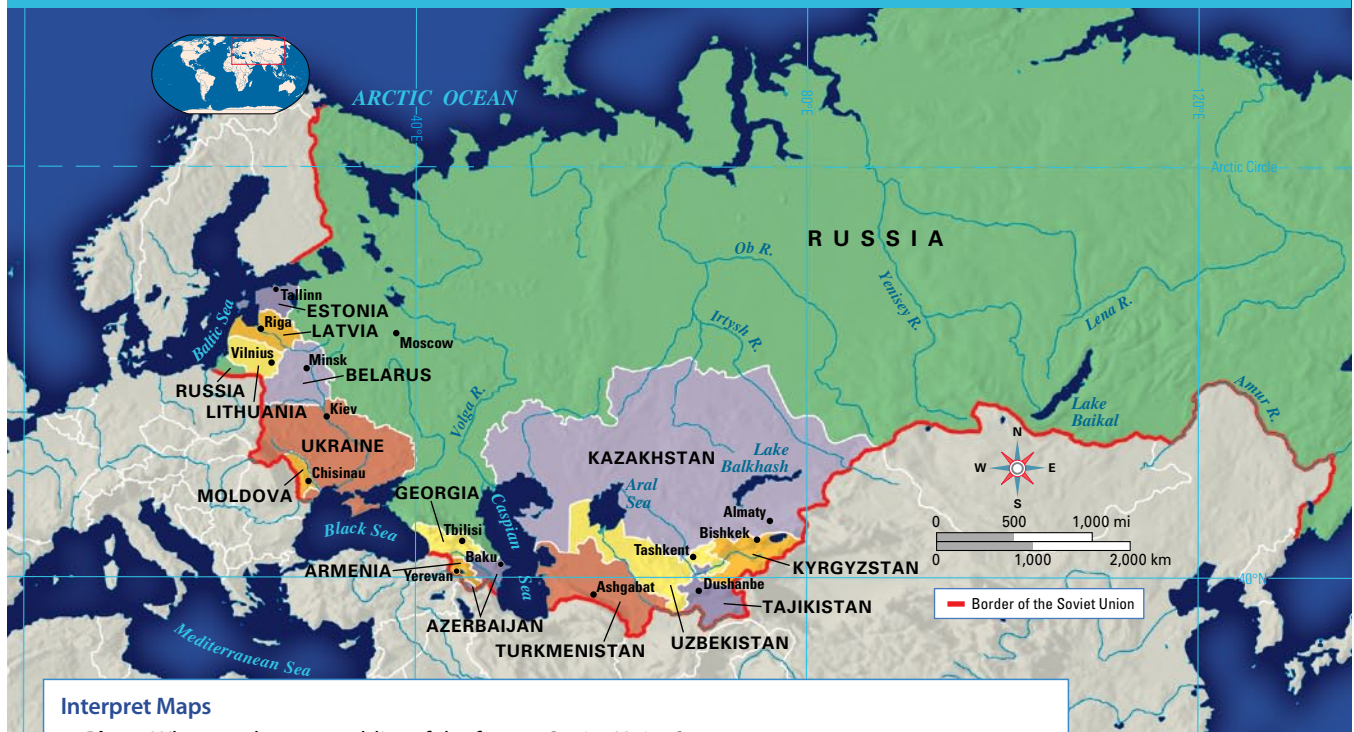 ARCTIC OCEAN
40°E
80°E
120°E
Arctic Circle
RUSSIA
Ob R.
Yenisey R.
Lena R.
Irtysh R.
Tallinn
ESTONIA
Baltic Sea
Riga
LATVIA
Moscow
Vilnius
Minsk
BELARUS
RUSSIA
LITHUANIA
Kiev
Volga R.
Amur R.
Lake
Baikal
UKRAINE
KAZAKHSTAN
Lake
Balkhash
N
W E
S
Chisinau
MOLDOVA
Aral
Sea
GEORGIA
Caspian
Sea
Almaty
Black Sea
Tbilisi
Bishkek
0 500 1,000 mi
0 1,000 2,000 km
Baku
Tashkent
ARMENIA
KYRGYZSTAN
Yerevan
Ashgabat
Dushanbe
40°N
TAJIKISTAN
Border of the Soviet Union
AZERBAIJAN
TURKMENISTAN
UZBEKISTAN
Mediterranean Sea
Interpret Maps